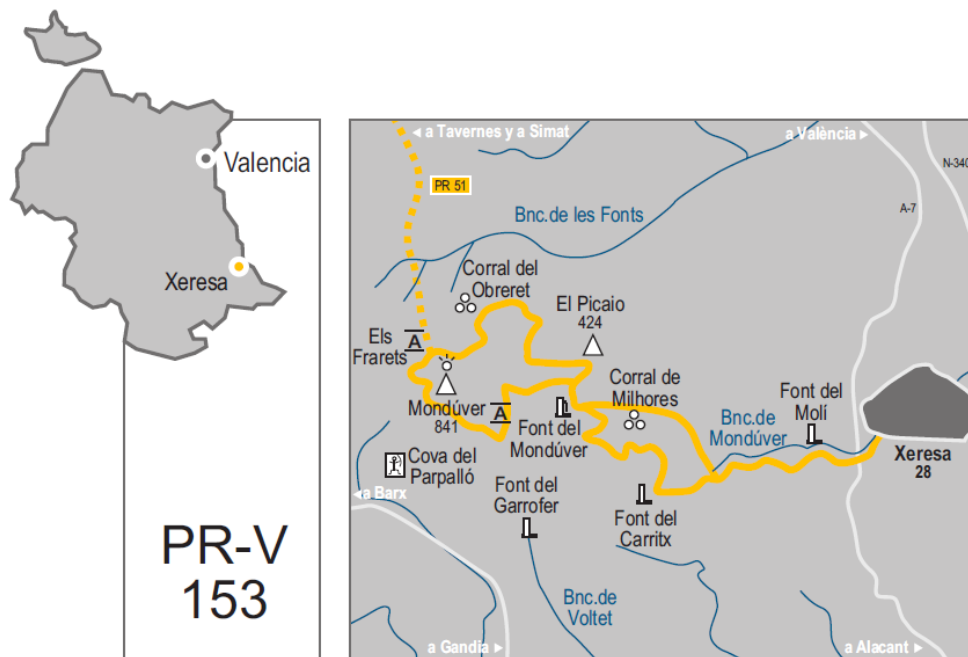 Valencia
Xeresa
PR-V
153
a Tavernes y a Simat
a València
N-340
PR 51
A-7
Bnc.de les Fonts
Corral del
Obreret
El Picaio
424
Els
Frarets
A
Mondúver
841
A
Font del
Mondúver
Corral de
Milhores
Font del
Molí
Bnc.de
Mondúver
Xeresa
28
Cova del
Parpalló
a Barx
Font del
Garrofer
Font del
Carritx
Bnc.de
Voltet
a Gandia
a Alacant